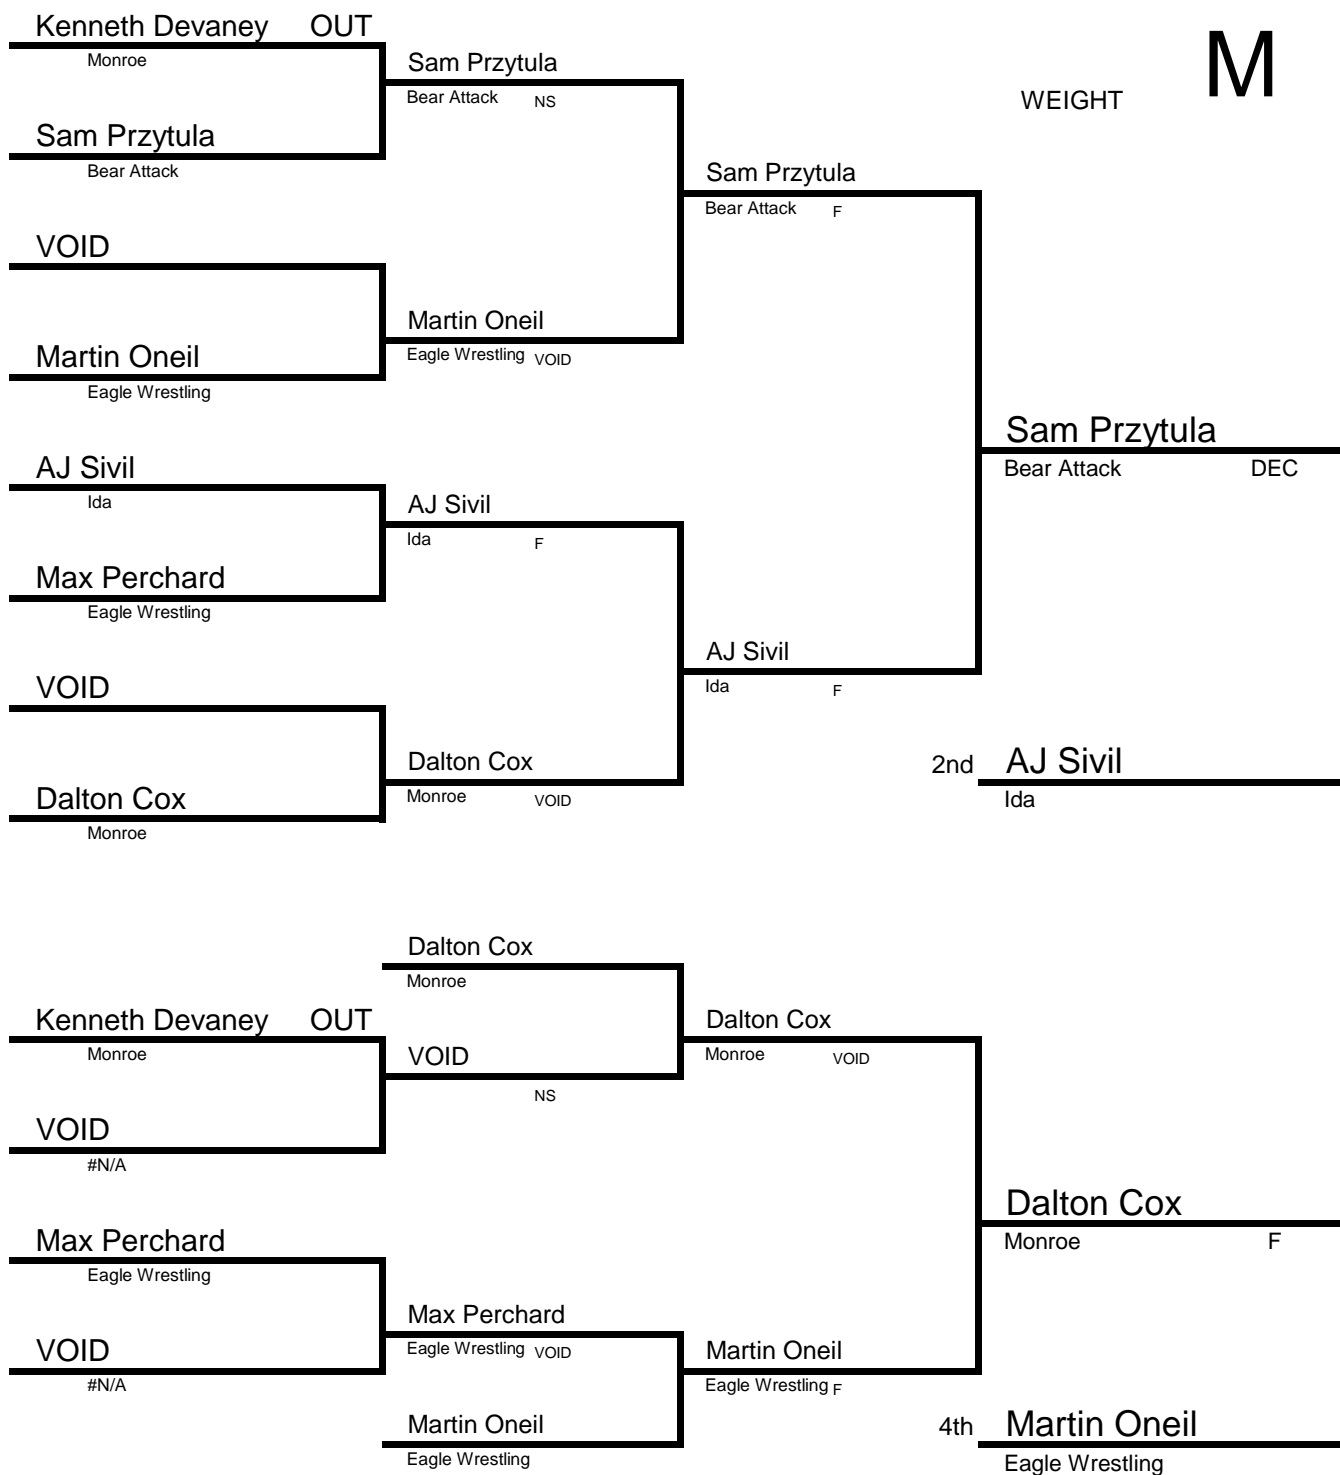 Kenneth Devaney OUT
Monroe
Sam Przytula
Bear Attack NS
M
WEIGHT
Sam Przytula
Bear Attack
Sam Przytula
Bear Attack F
VOID
Martin Oneil
Eagle Wrestling VOID
Martin Oneil
Eagle Wrestling
Sam Przytula
Bear Attack DEC
AJ Sivil
Ida
AJ Sivil
Ida F
Max Perchard
Eagle Wrestling
AJ Sivil
Ida F
VOID
Dalton Cox
Monroe VOID
2nd AJ Sivil
Ida
Dalton Cox
Monroe
Dalton Cox
Monroe
Kenneth Devaney OUT
Monroe
Dalton Cox
Monroe VOID
VOID
NS
VOID
#N/A
Dalton Cox
Monroe F
Max Perchard
Eagle Wrestling
Max Perchard
Eagle Wrestling VOID
VOID
#N/A
Martin Oneil
Eagle Wrestling F
Martin Oneil
Eagle Wrestling
4th Martin Oneil
Eagle Wrestling